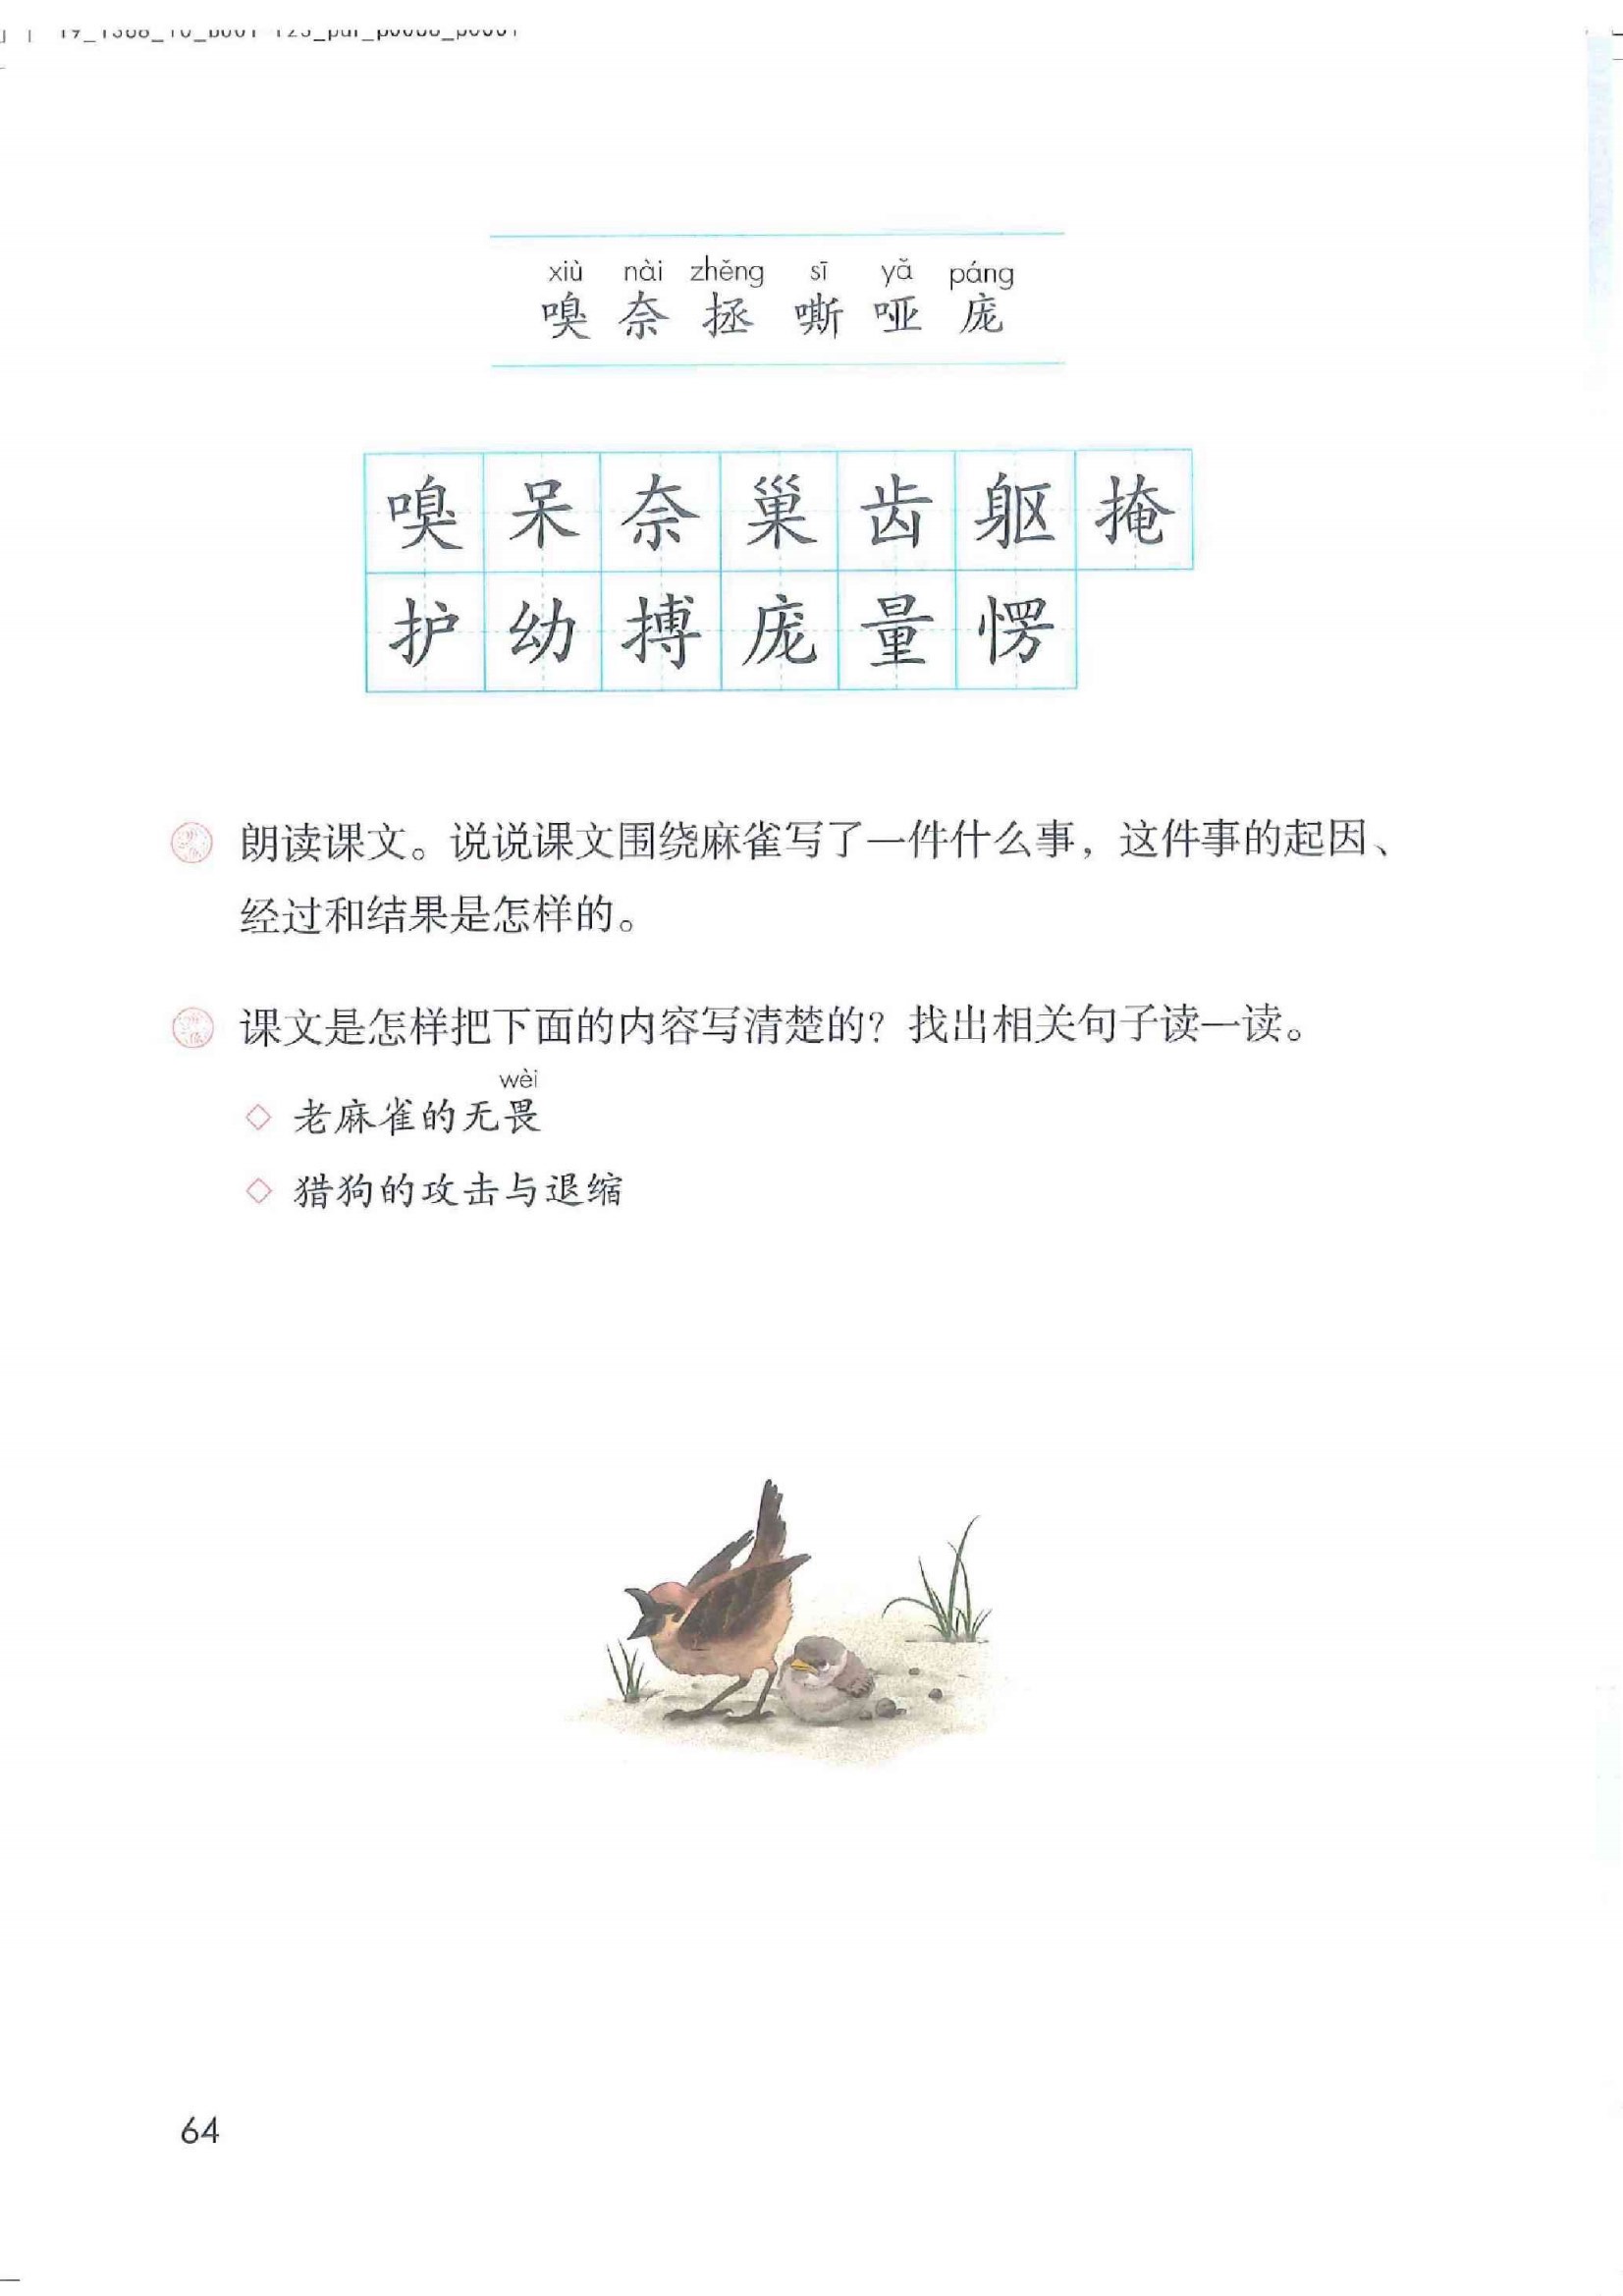 xiù nài zhěng sī yǎ páng
嗅 奈 拯 嘶 哑 庞
嗅 呆 奈 巢 齿 躯 掩
护 幼 搏 庞 量 愣
朗读课文。说说课文围绕麻雀写了一件什么事，这件事的起因、
经过和结果是怎样的。
课文是怎样把下面的内容写清楚的？找出相关句子读一读。
wèi
◇ 老麻雀的无畏
◇ 猎狗的攻击与退缩
64